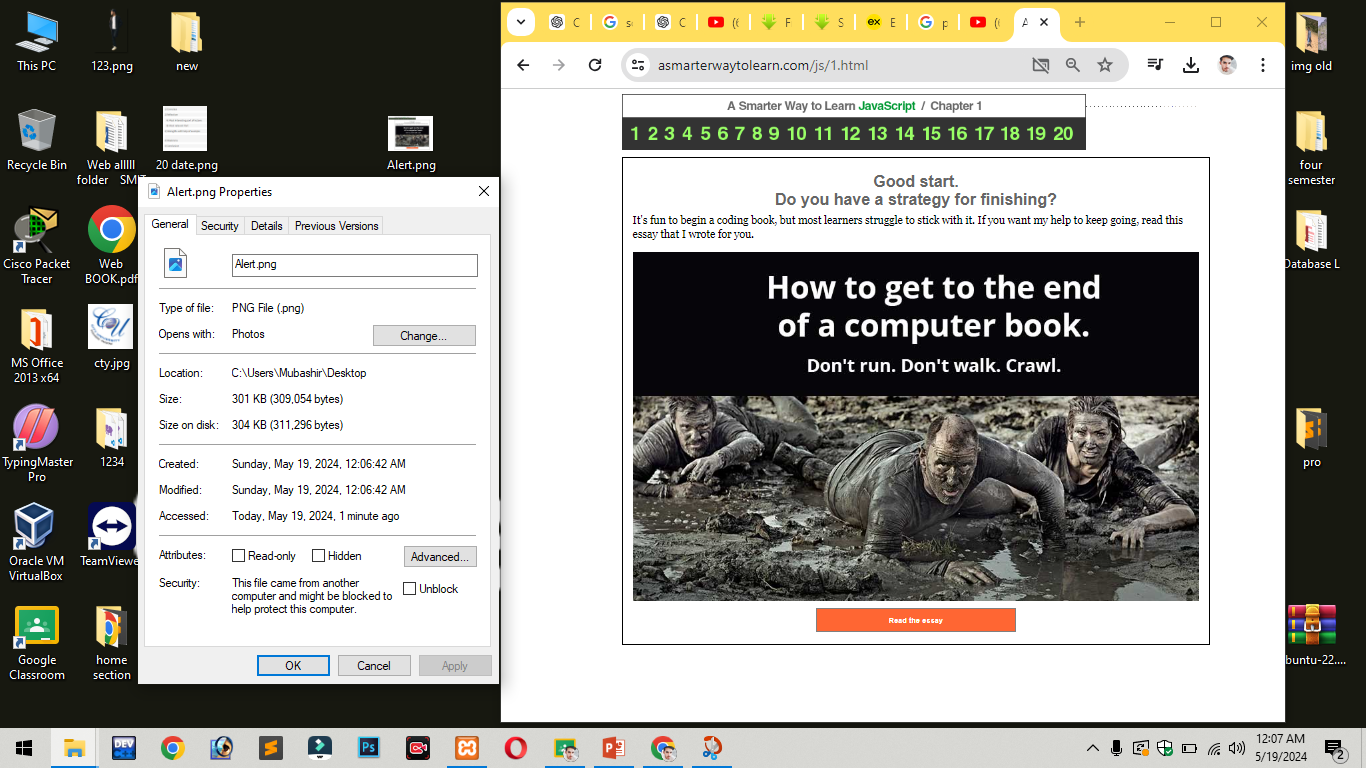 This PC
123.png
new
Recycle Bin
Web alllll
folder SMIT
20 date.png
Alert.png
Cisco Packet
Tracer
Web
BOOK.pdf
MS Office
2013 x64
cty.jpg
TypingMaster
Pro
1234
Oracle VM
VirtualBox
TeamViewe
Google
Classroom
home
section
Alert.png Properties
General Security Details Previous Versions
Alert.png
Type of file: PNG File (.png)
Opens with: Photos Change...
Location: C:\Users\Mubashir\Desktop
Size: 301 KB (309,054 bytes)
Size on disk: 304 KB (311,296 bytes)
Created: Sunday, May 19, 2024, 12:06:42 AM
Modified: Sunday, May 19, 2024, 12:06:42 AM
Accessed: Today, May 19, 2024, 1 minute ago
Attributes: Read-only Hidden Advanced...
Security: This file came from another
computer and might be blocked to
help protect this computer.
Unblock
OK Cancel Apply
asmarterwaytolearn.com/js/1.html
A Smarter Way to Learn JavaScript / Chapter 1
1 2 3 4 5 6 7 8 9 10 11 12 13 14 15 16 17 18 19 20
Good start.
Do you have a strategy for finishing?
It's fun to begin a coding book, but most learners struggle to stick with it. If you want my help to keep going, read this
essay that I wrote for you.
How to get to the end
of a computer book.
Don't run. Don't walk. Crawl.
Read the essay
img old
four
semester
Database L
pro
buntu-22....
DEV
Ps
12:07 AM
5/19/2024
2